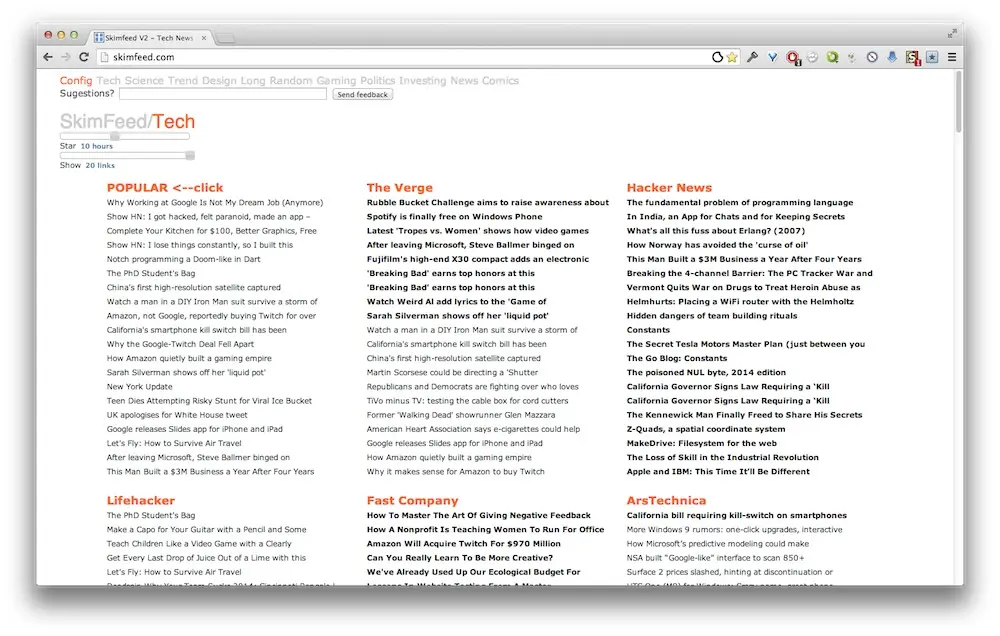 Skimfeed V2 – Tech News
skimfeed.com
Config Tech Science Trend Design Long Random Gaming Politics Investing News Comics
Sugestions?
Send feedback
SkimFeed/Tech
Star 10 hours
Show 20 links
POPULAR <--click
Why Working at Google Is Not My Dream Job (Anymore)
Show HN: I got hacked, felt paranoid, made an app –
Complete Your Kitchen for $100, Better Graphics, Free
Show HN: I lose things constantly, so I built this
Notch programming a Doom-like in Dart
The PhD Student's Bag
China's first high-resolution satellite captured
Watch a man in a DIY Iron Man suit survive a storm of
Amazon, not Google, reportedly buying Twitch for over
California's smartphone kill switch bill has been
Why the Google-Twitch Deal Fell Apart
How Amazon quietly built a gaming empire
Sarah Silverman shows off her 'liquid pot'
New York Update
Teen Dies Attempting Risky Stunt for Viral Ice Bucket
UK apologises for White House tweet
Google releases Slides app for iPhone and iPad
Let's Fly: How to Survive Air Travel
After leaving Microsoft, Steve Ballmer binged on
This Man Built a $3M Business a Year After Four Years
The Verge
Rubble Bucket Challenge aims to raise awareness about
Spotify is finally free on Windows Phone
Latest 'Tropes vs. Women' shows how video games
After leaving Microsoft, Steve Ballmer binged on
Fujifilm's high-end X30 compact adds an electronic
'Breaking Bad' earns top honors at this
'Breaking Bad' earns top honors at this
Watch Weird Al add lyrics to the 'Game of
Sarah Silverman shows off her 'liquid pot'
Watch a man in a DIY Iron Man suit survive a storm of
California's smartphone kill switch bill has been
China's first high-resolution satellite captured
Martin Scorsese could be directing a 'Shutter
Republicans and Democrats are fighting over who loves
TiVo minus TV: testing the cable box for cord cutters
Former 'Walking Dead' showrunner Glen Mazzara
American Heart Association says e-cigarettes could help
Google releases Slides app for iPhone and iPad
How Amazon quietly built a gaming empire
Why it makes sense for Amazon to buy Twitch
Hacker News
The fundamental problem of programming language
In India, an App for Chats and for Keeping Secrets
What's all this fuss about Erlang? (2007)
How Norway has avoided the 'curse of oil'
This Man Built a $3M Business a Year After Four Years
Breaking the 4-channel Barrier: The PC Tracker War and
Vermont Quits War on Drugs to Treat Heroin Abuse as
Helmhurts: Placing a WiFi router with the Helmholtz
Hidden dangers of team building rituals
Constants
The Secret Tesla Motors Master Plan (just between you
The Go Blog: Constants
The poisoned NUL byte, 2014 edition
California Governor Signs Law Requiring a 'Kill
California Governor Signs Law Requiring a 'Kill
The Kennewick Man Finally Freed to Share His Secrets
Z-Quads, a spatial coordinate system
MakeDrive: Filesystem for the web
The Loss of Skill in the Industrial Revolution
Apple and IBM: This Time It'll Be Different
Lifehacker
The PhD Student's Bag
Make a Capo for Your Guitar with a Pencil and Some
Teach Children Like a Video Game with a Clearly
Get Every Last Drop of Juice Out of a Lime with this
Let's Fly: How to Survive Air Travel
Fast Company
How To Master The Art Of Giving Negative Feedback
How A Nonprofit Is Teaching Women To Run For Office
Amazon Will Acquire Twitch For $970 Million
Can You Really Learn To Be More Creative?
We've Already Used Up Our Ecological Budget For
ArsTechnica
California bill requiring kill-switch on smartphones
More Windows 9 rumors: one-click upgrades, interactive
How Microsoft's predictive modeling could make
NSA built "Google-like" interface to scan 850+
Surface 2 prices slashed, hinting at discontinuation or